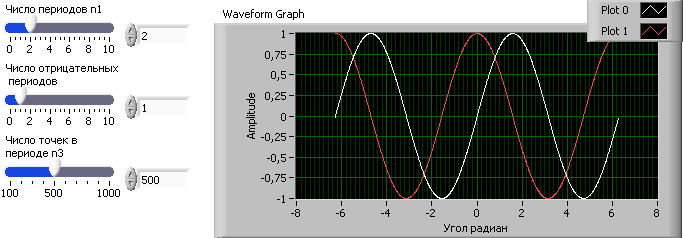 Число периодов n1
0 2 4 6 8 10
2
Число отрицательных
периодов
0 2 4 6 8 10
1
Число точек в
периоде n3
100 500 1000
500
Waveform Graph
Plot 0
Plot 1
Amplitude
1
0,75
0,5
0,25
0
0,25
0,5
0,75
-1
-8 -6 -4 -2 0 2 4 6 8
Угол радиан